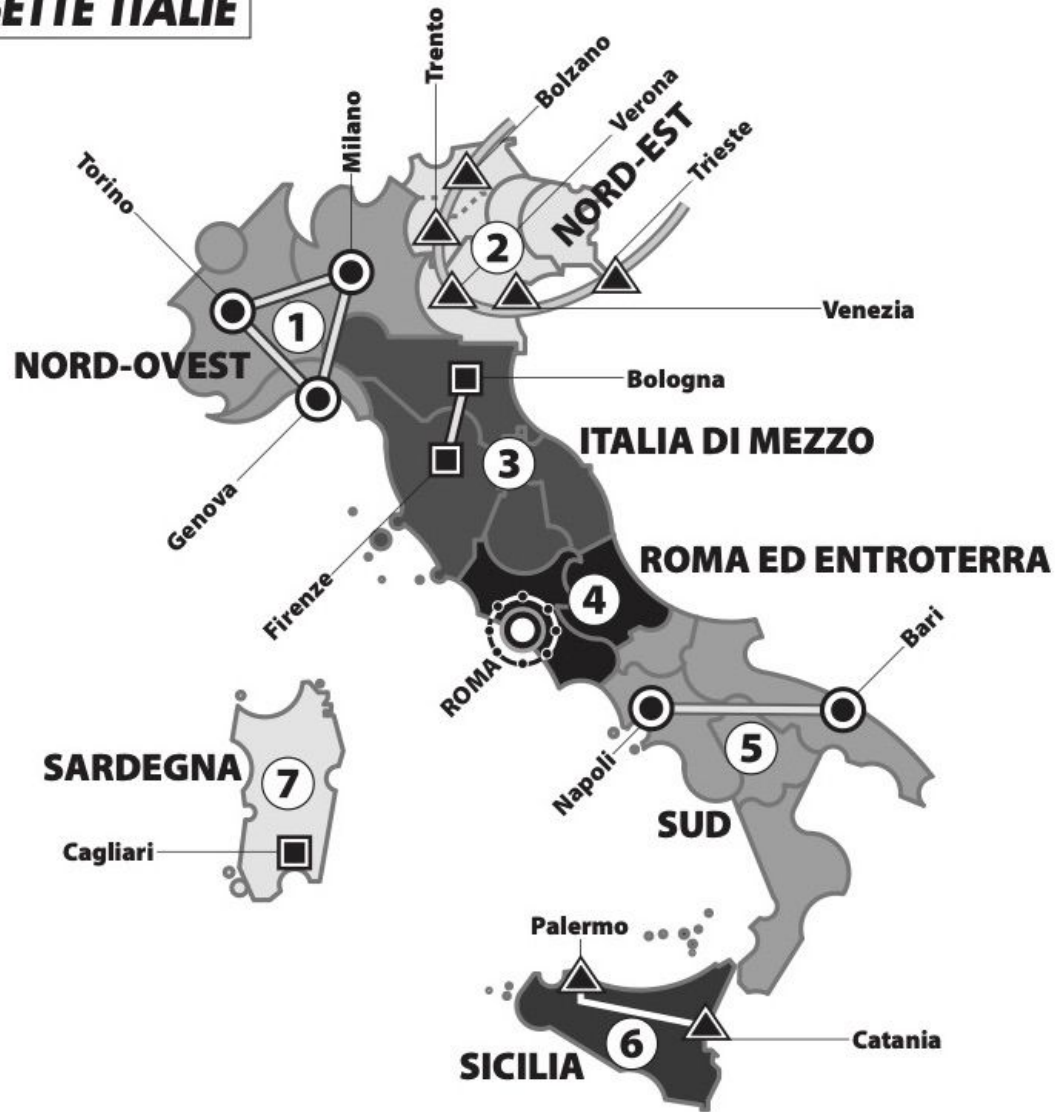 ETTE ITALIE
Trento
Bolzano
Verona
Trieste
Milano
Torino
NORD-EST
2
Venezia
1
NORD-OVEST
Bologna
ITALIA DI MEZZO
3
Genova
Firenze
ROMA ED ENTROTERRA
4
ROMA
Bari
Napoli
5
SUD
SARDEGNA
7
Cagliari
Palermo
Catania
6
SICILIA